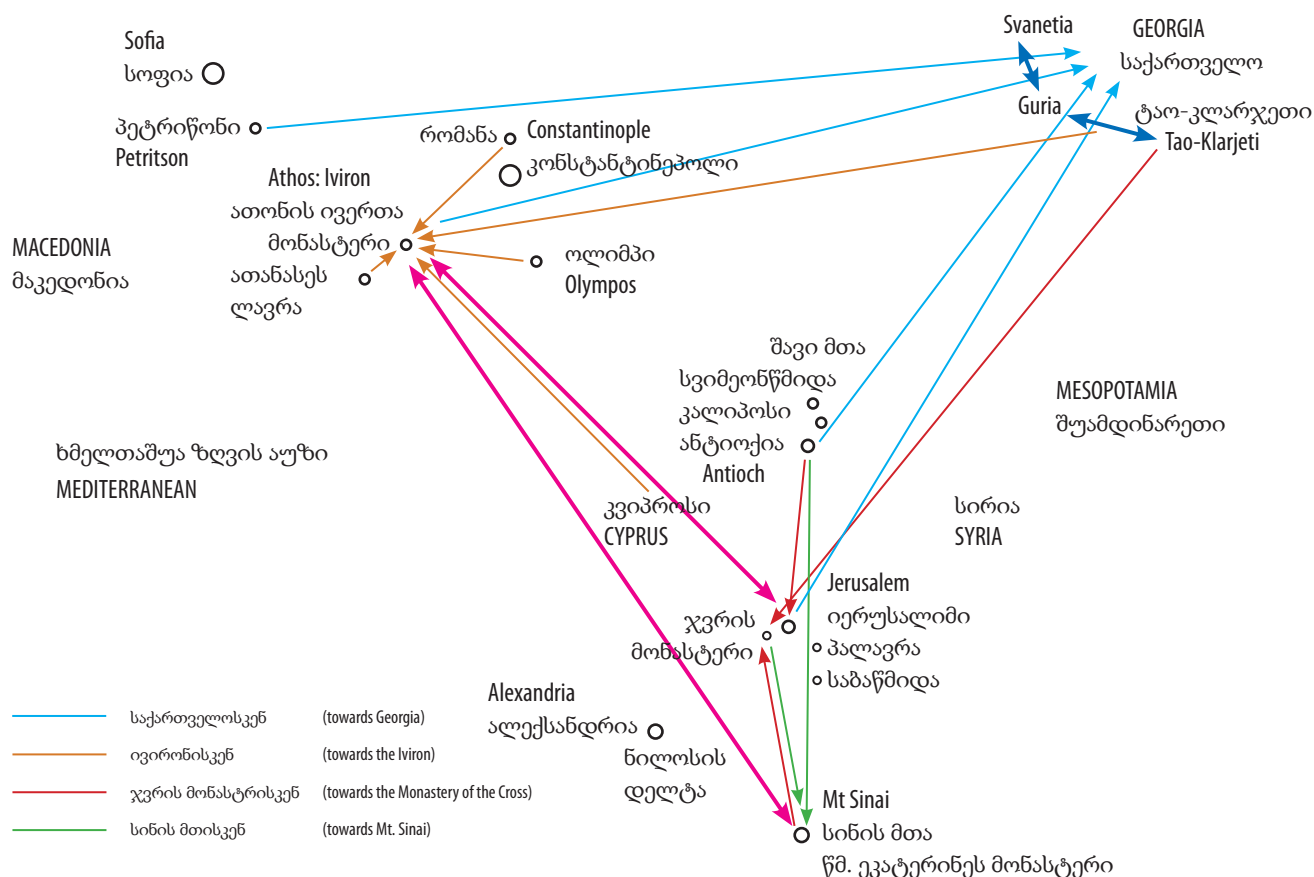 Sofia
სოფია
პეტრიწონი
Petritson
Svanetia
GEORGIA
საქართველო
Guria
ტაო-კლარჯეთი
Tao-Klarjeti
რომანა
Constantinople
კონსტანტინეპოლი
Athos: Iviron
ათონის ივერთა
მონასტერი
ათანასეს
ლავრა
MACEDONIA
მაკედონია
ოლიმპი
Olympos
შავი მთა
სვიმეონწმიდა
კალიპოსი
ანტიოქია
Antioch
MESOPOTAMIA
შუამდინარეთი
ხმელთაშუა ზღვის აუზი
MEDITERRANEAN
კვიპროსი
CYPRUS
სირია
SYRIA
Jerusalem
იერუსალიმი
ჯვრის
მონასტერი
პალავრა
საბაწმიდა
Alexandria
ალექსანდრია
ნილოსის
დელტა
Mt Sinai
სინის მთა
წმ. ეკატერინეს მონასტერი
საქართველოსკენ (towards Georgia)
ივირონისკენ (towards the Iviron)
ჯვრის მონასტრისკენ (towards the Monastery of the Cross)
სინის მთისკენ (towards Mt. Sinai)